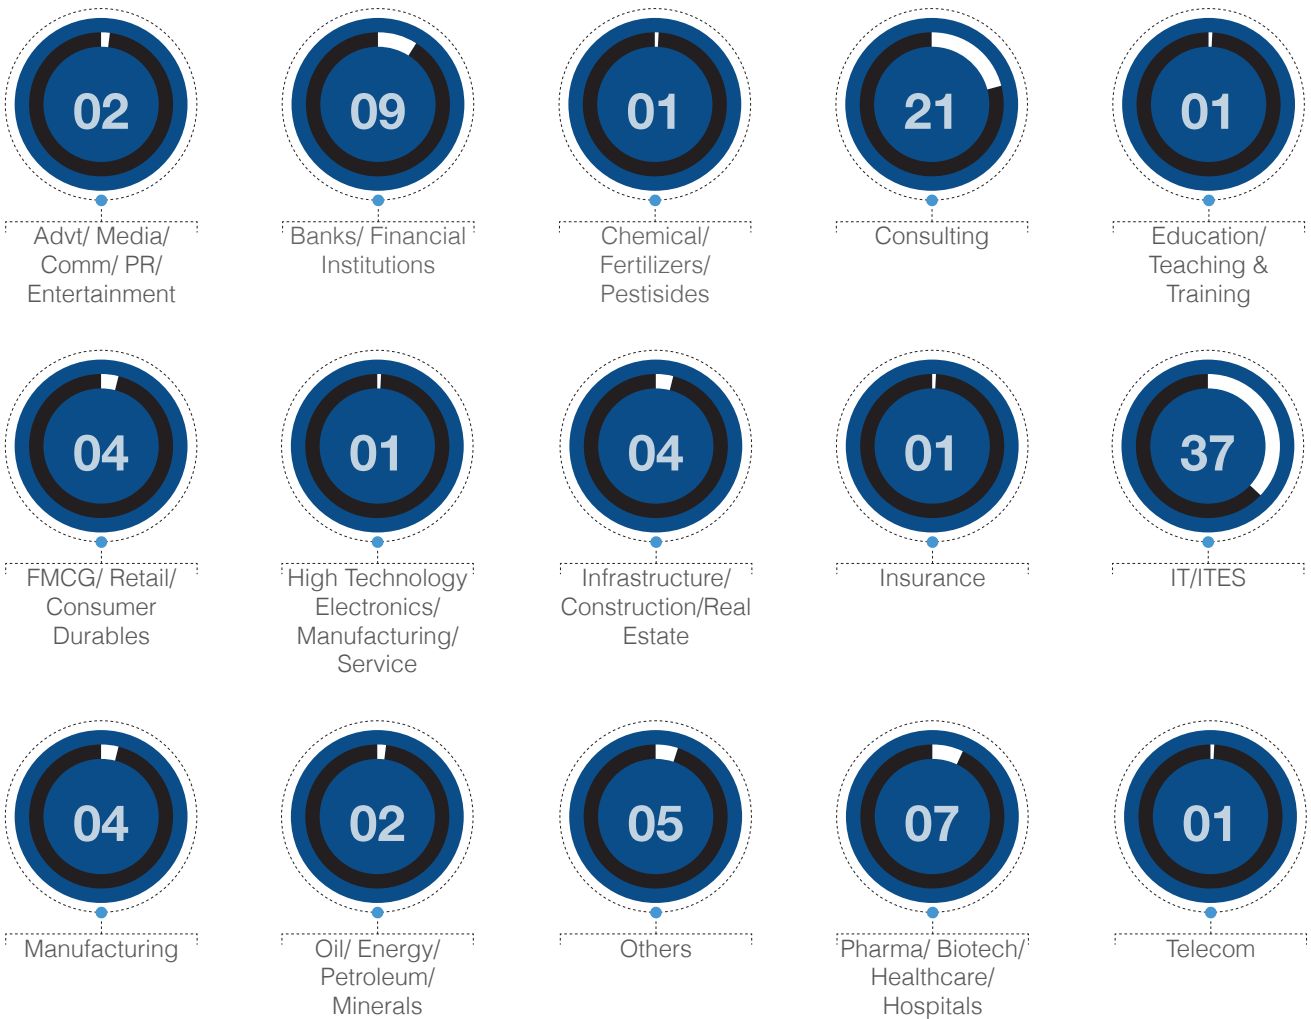 02
Advt/ Media/
Comm/ PR/
Entertainment
09
Banks/ Financial
Institutions
01
Chemical/
Fertilizers/
Pestisides
21
Consulting
01
Education/
Teaching &
Training
04
FMCG/ Retail/
Consumer
Durables
01
High Technology
Electronics/
Manufacturing/
Service
04
Infrastructure/
Construction/Real
Estate
01
Insurance
37
IT/ITES
04
Manufacturing
02
Oil/ Energy/
Petroleum/
Minerals
05
Others
07
Pharma/ Biotech/
Healthcare/
Hospitals
01
Telecom